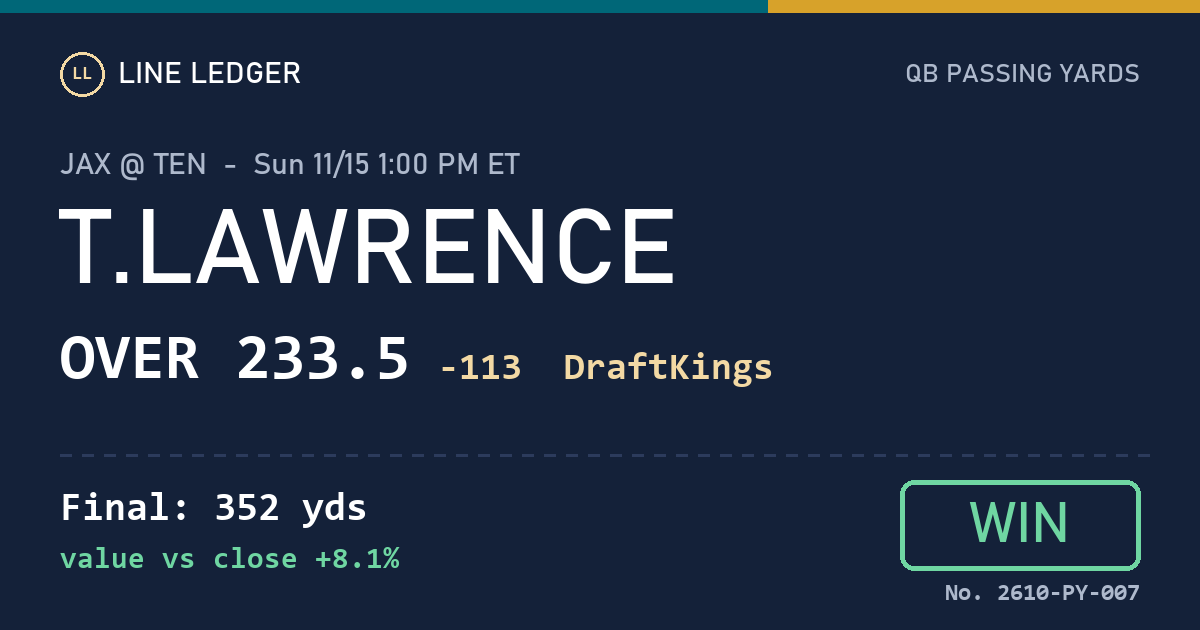 LL LINE LEDGER
QB PASSING YARDS
JAX @ TEN - Sun 11/15 1:00 PM ET
T.LAWRENCE
OVER 233.5 -113 DraftKings
Final: 352 yds
value vs close +8.1%
WIN
No. 2610-PY-007